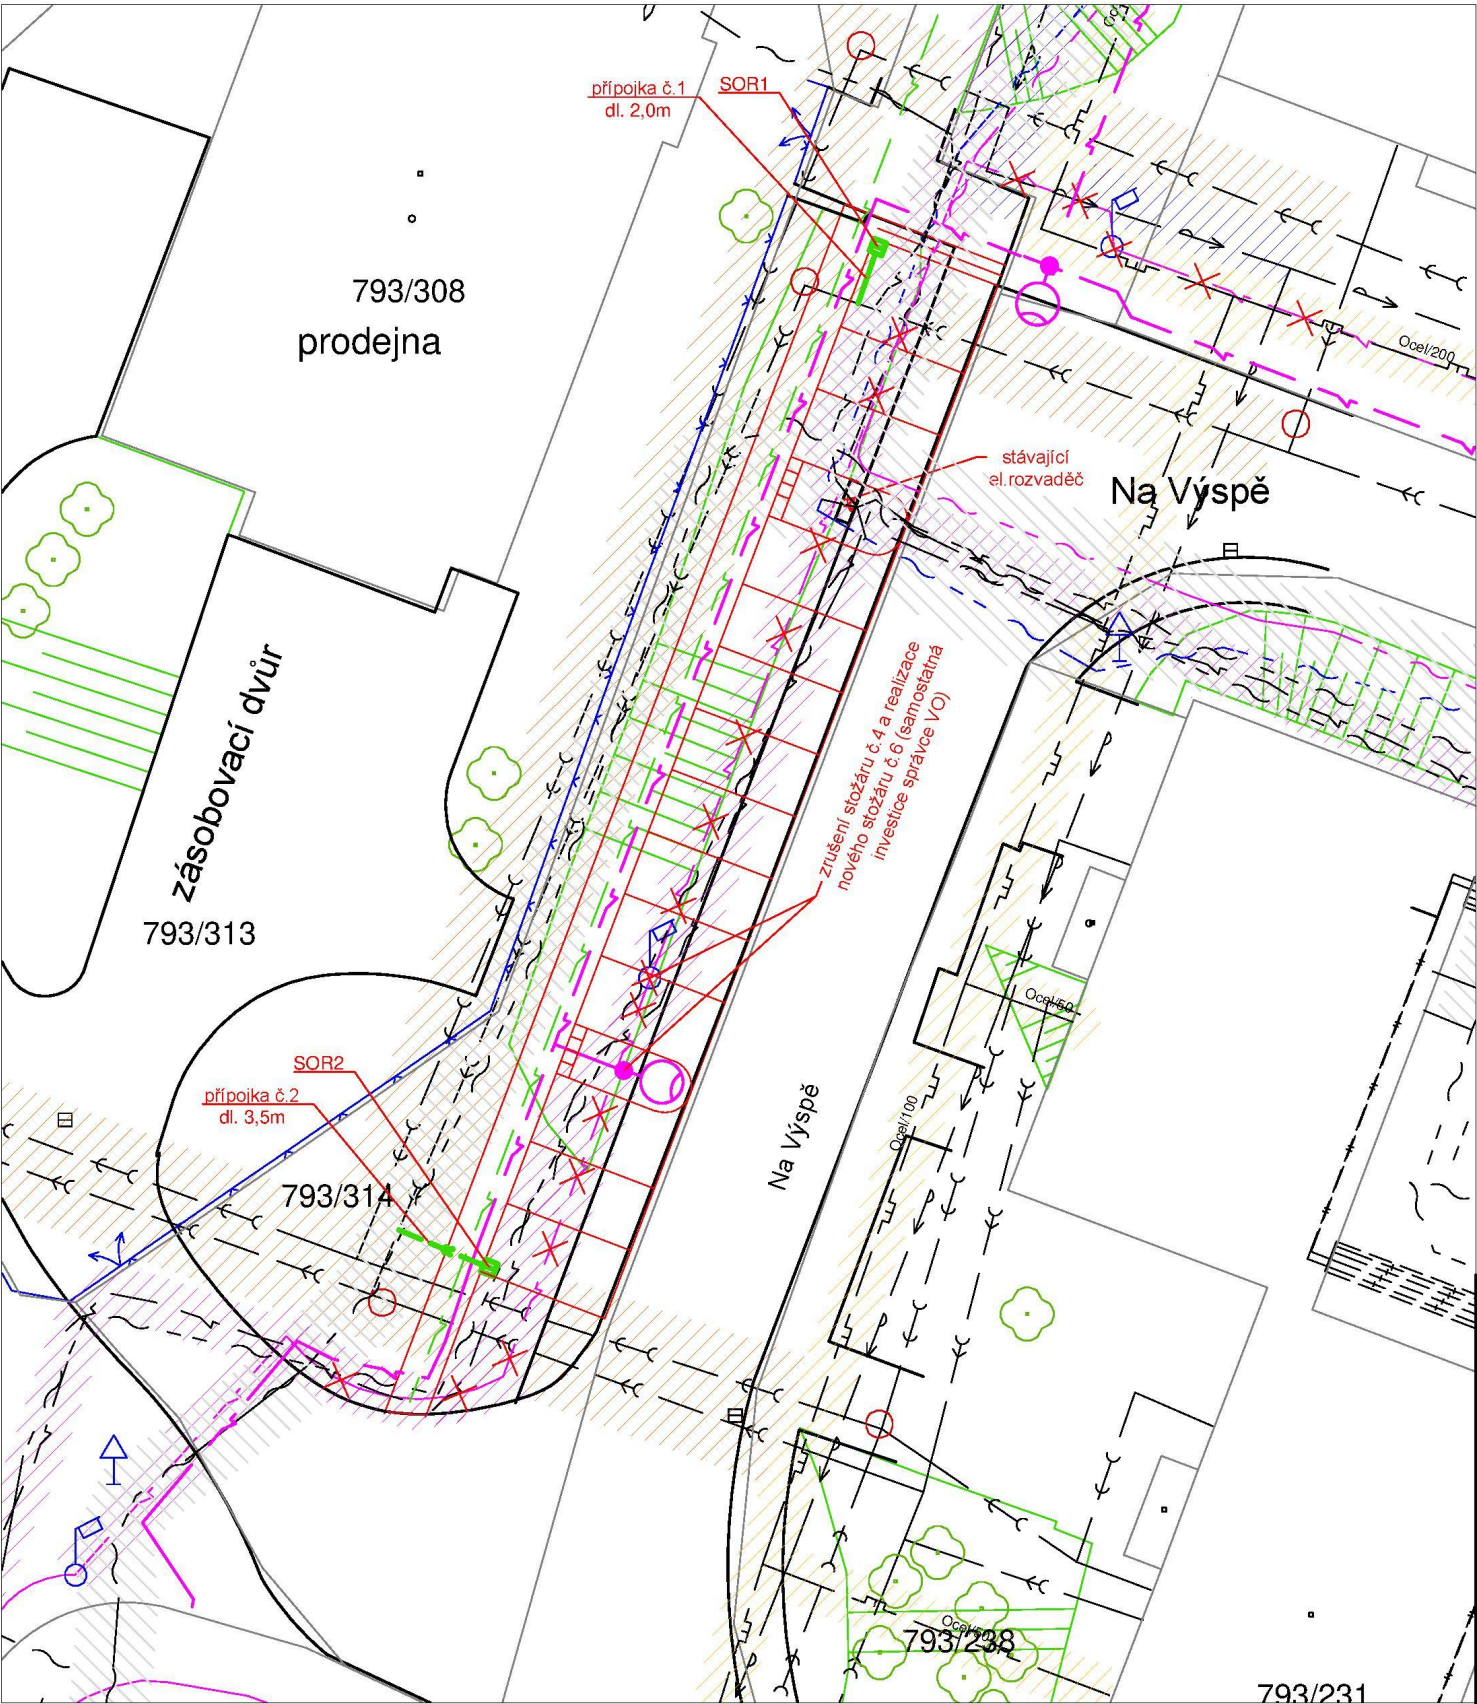 přípojka č.1
dl. 2,0m
SOR1
793/308
prodejna
Ocel/200
stávající
el.rozvaděč
Na Výspě
zásobovací dvůr
793/313
zrušení stožáru č.4 a realizace
nového stožáru č.6 (samostatná
investice správce VO)
Ocel/50
SOR2
přípojka č.2
dl. 3,5m
Na Výspě
Ocel/100
793/314
Ocel/50
793/238
793/231